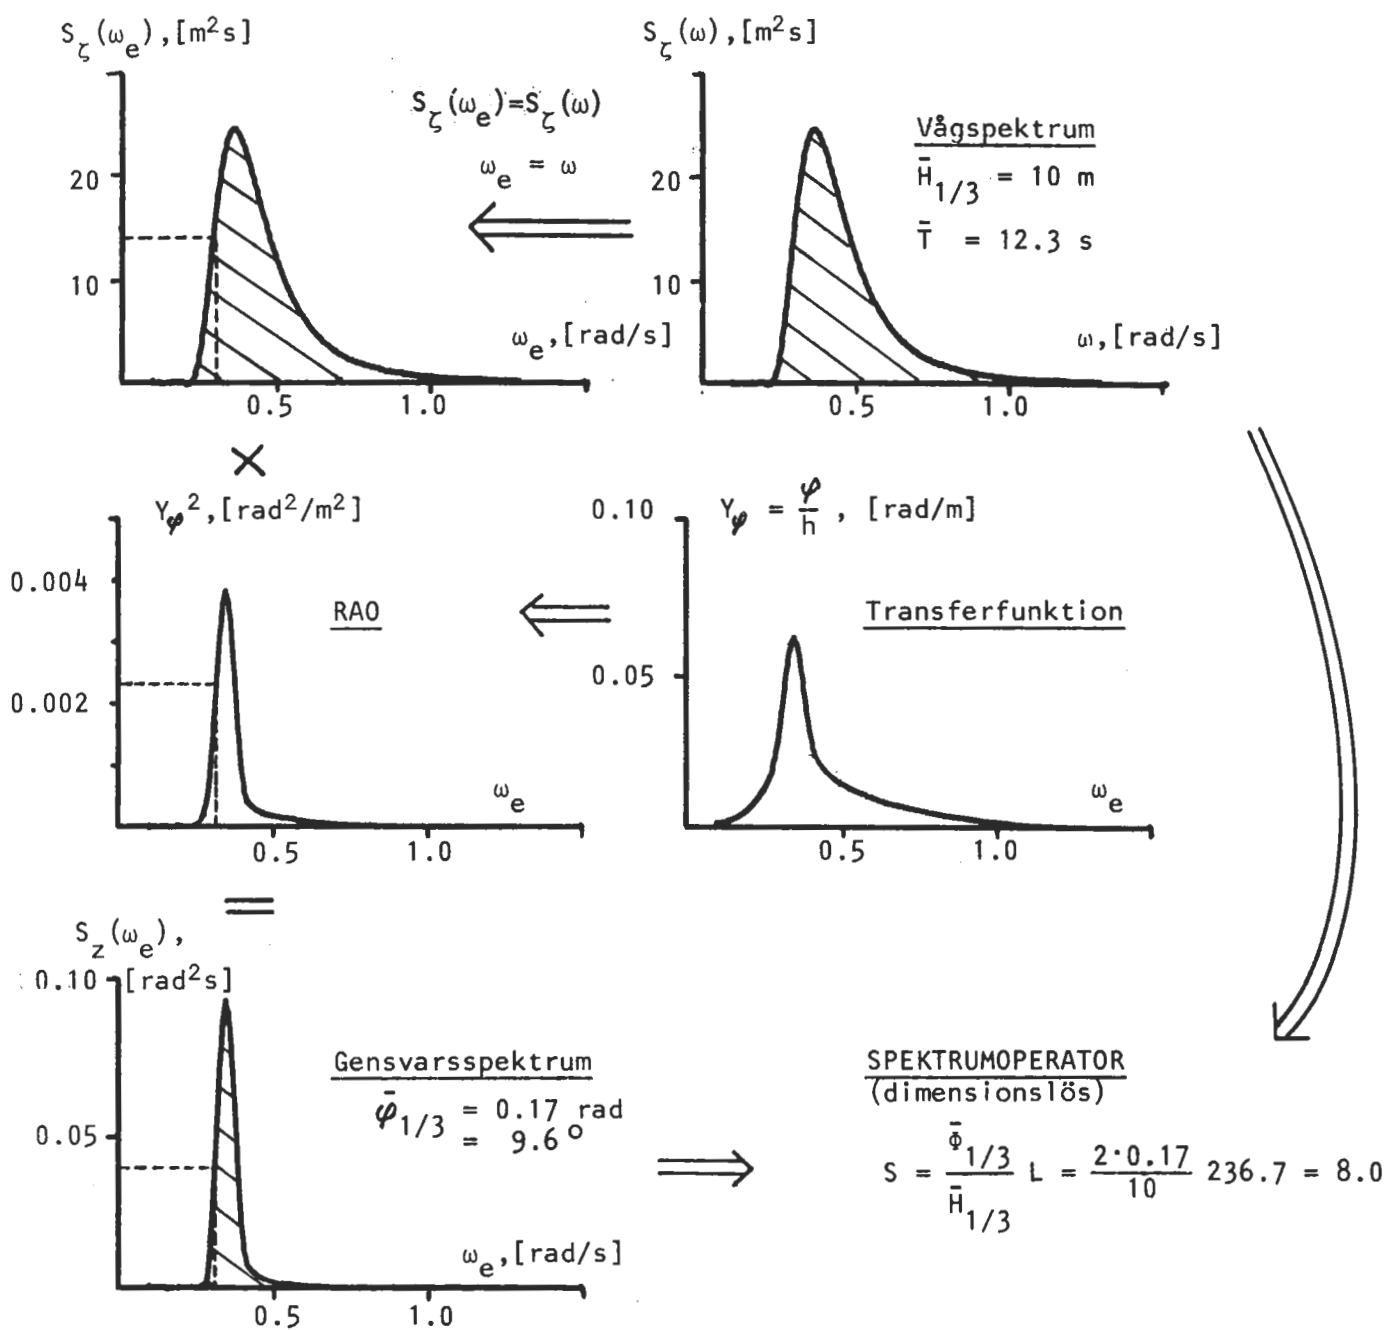 S_ζ(ω_e),[m²s]
20
10
0.5
1.0
ω_e,[rad/s]
S_ζ(ω_e)=S_ζ(ω)
ω_e = ω
S_ζ(ω),[m²s]
20
10
0.5
1.0
ω,[rad/s]
Vågspektrum
H̄_1/3 = 10 m
T̄ = 12.3 s
×
Y_φ²,[rad²/m²]
0.004
0.002
RAO
ω_e
0.5
1.0
Y_φ = φ/h , [rad/m]
0.10
0.05
Transferfunktion
ω_e
0.5
1.0
=
S_z(ω_e),
[rad²s]
0.10
0.05
Gensvarsspektrum
φ̄_1/3 = 0.17 rad
= 9.6°
ω_e,[rad/s]
0.5
1.0
SPEKTRUMOPERATOR
(dimensionslös)
S = Φ̄_1/3 / H̄_1/3 L = 2·0.17/10 236.7 = 8.0